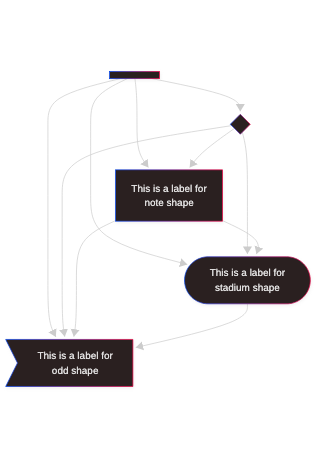 This is a label for
note shape
This is a label for
stadium shape
This is a label for
odd shape